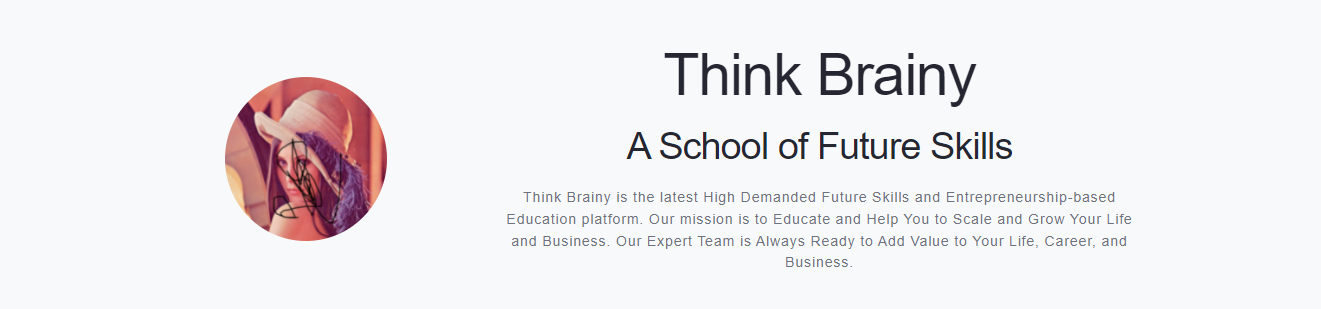 Think Brainy
A School of Future Skills
Think Brainy is the latest High Demanded Future Skills and Entrepreneurship-based
Education platform. Our mission is to Educate and Help You to Scale and Grow Your Life
and Business. Our Expert Team is Always Ready to Add Value to Your Life, Career, and
Business.